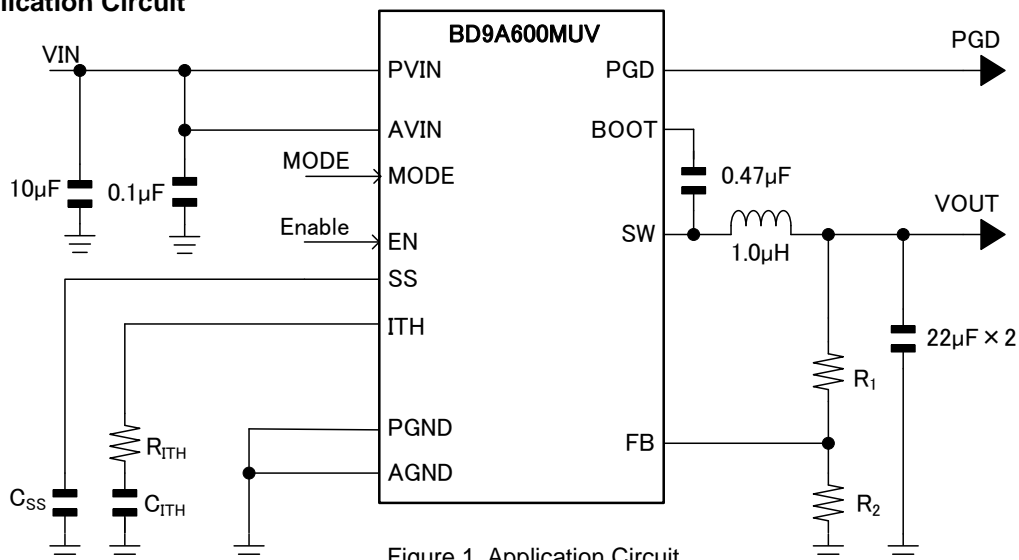 lication Circuit
BD9A600MUV
VIN
PVIN
PGD
PGD
AVIN
BOOT
MODE
MODE
10μF
0.1μF
0.47μF
VOUT
Enable
EN
SW
1.0μH
SS
ITH
22μF × 2
R1
RITH
PGND
FB
AGND
CSS
CITH
R2
Figure 1. Application Circuit